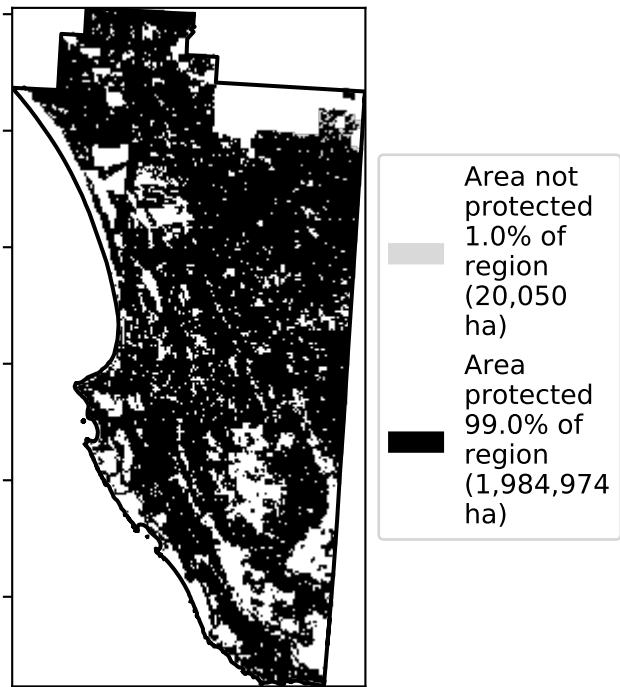 Area not
protected
1.0% of
region
(20,050
ha)
Area
protected
99.0% of
region
(1,984,974
ha)